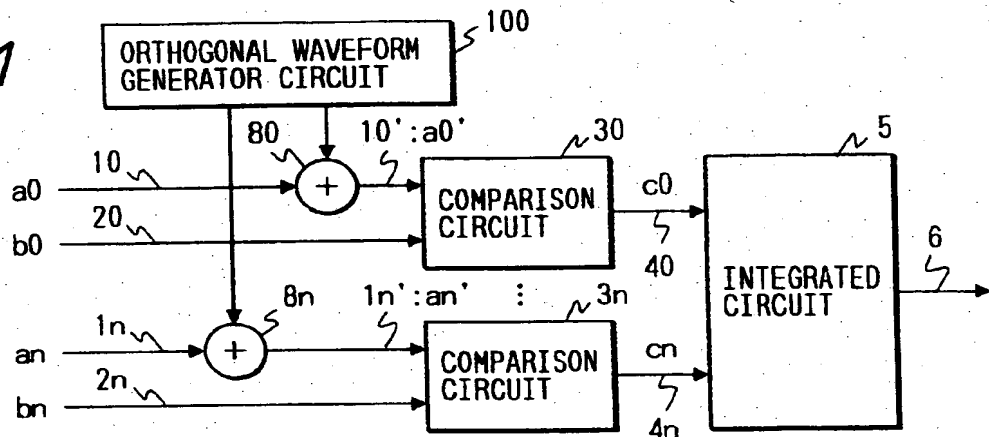 1
100
ORTHOGONAL WAVEFORM
GENERATOR CIRCUIT
80
10':a0'
30
5
10
a0
+
COMPARISON
CIRCUIT
c0
20
b0
40
6
INTEGRATED
CIRCUIT
8n
1n':an'
⋮
3n
1n
an
+
COMPARISON
CIRCUIT
cn
2n
bn
4n